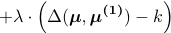 +λ · (Δ(μ, μ⁽¹⁾) − k)